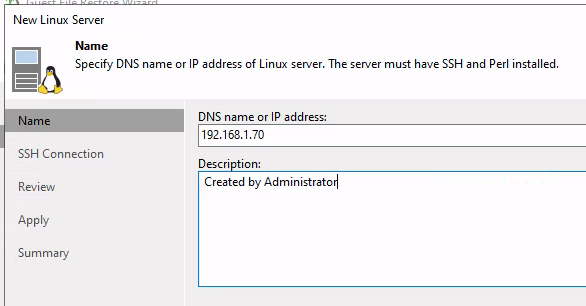 Guest File Restore Wizard
New Linux Server
Name
Specify DNS name or IP address of Linux server. The server must have SSH and Perl installed.
Name
DNS name or IP address:
192.168.1.70
SSH Connection
Description:
Created by Administrator
Review
Apply
Summary